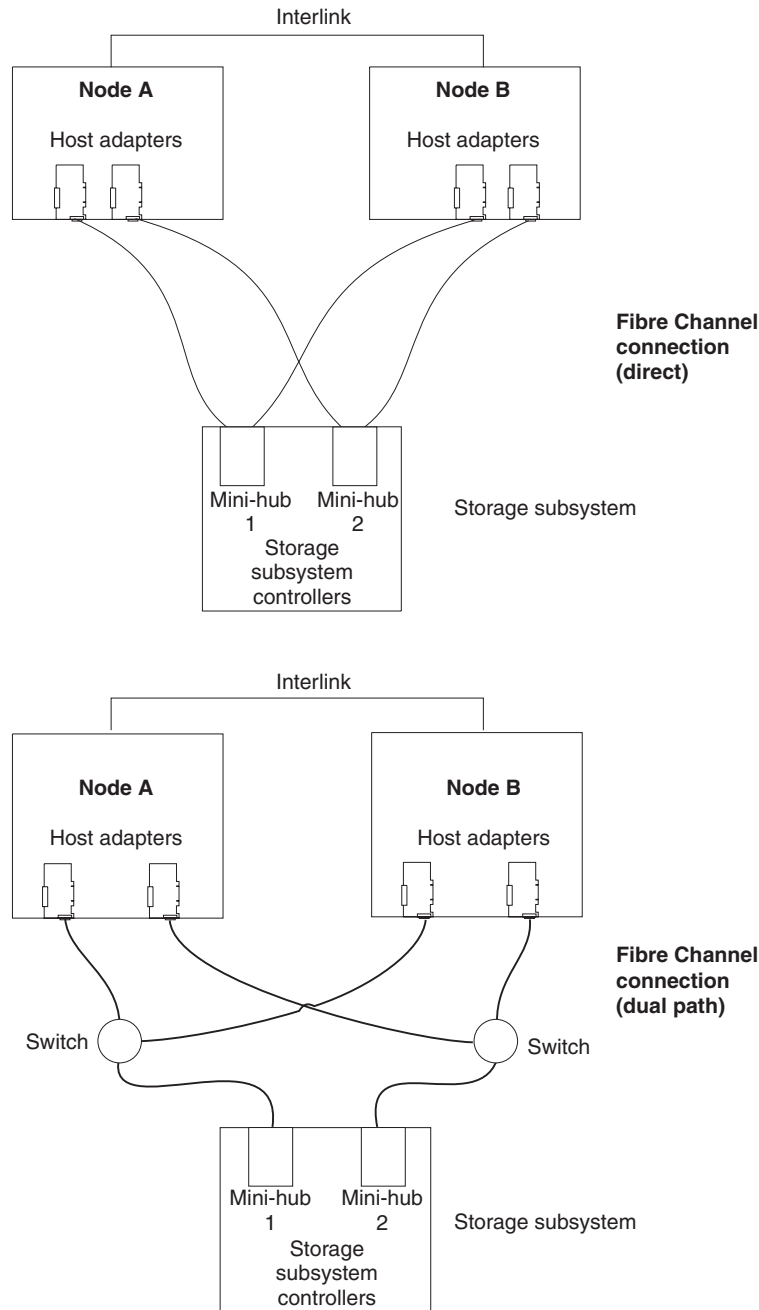 Interlink
Node A
Node B
Host adapters
Host adapters
Fibre Channel
connection
(direct)
Mini-hub
1
Mini-hub
2
Storage
subsystem
controllers
Storage subsystem
Interlink
Node A
Node B
Host adapters
Host adapters
Fibre Channel
connection
(dual path)
Switch
Switch
Mini-hub
1
Mini-hub
2
Storage
subsystem
controllers
Storage subsystem